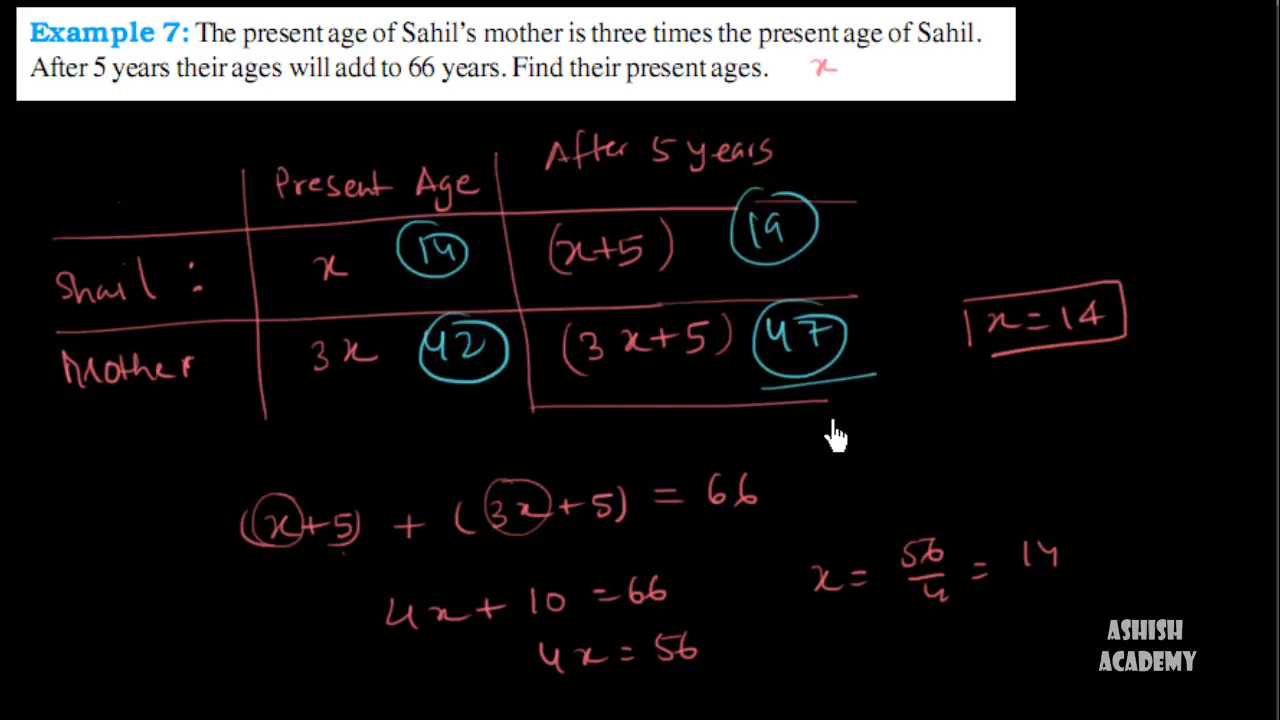 Example 7: The present age of Sahil's mother is three times the present age of Sahil.
After 5 years their ages will add to 66 years. Find their present ages. x
Present Age After 5 years
Shail : x 14 (x+5) 19
Mother 3x 42 (3x+5) 47
x = 14
(x+5) + (3x+5) = 66
4x + 10 = 66
4x = 56
x = 56/4 = 14
ASHISH
ACADEMY